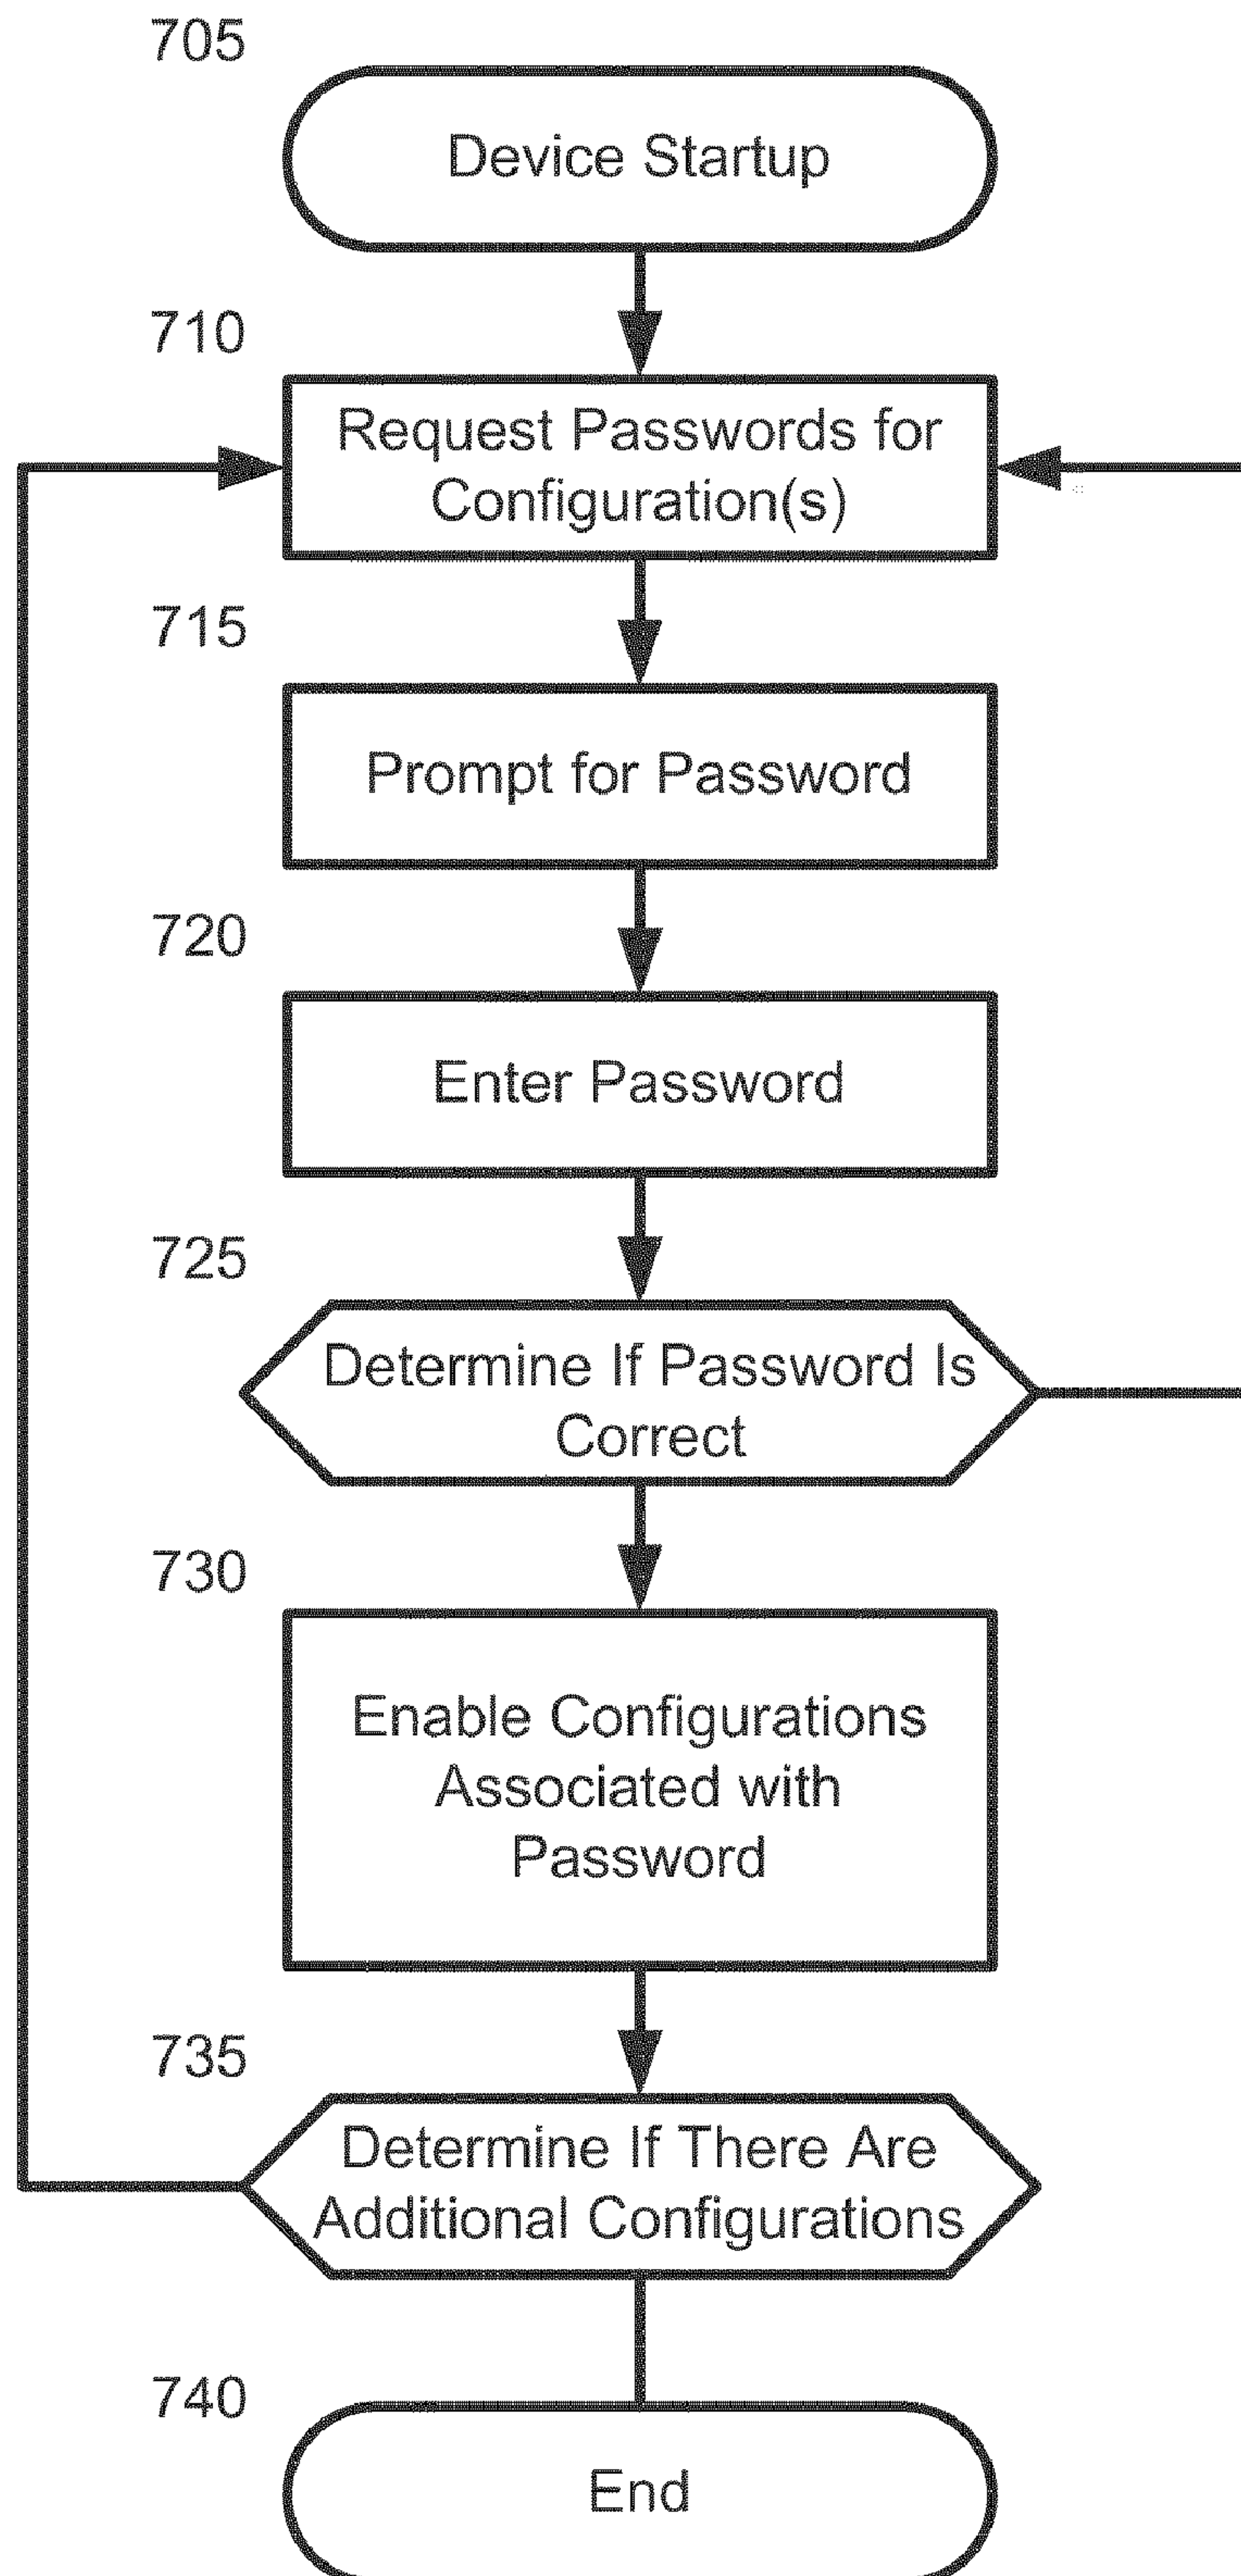 705
Device Startup
710
Request Passwords for
Configuration(s)
715
Prompt for Password
720
Enter Password
725
Determine If Password Is
Correct
730
Enable Configurations
Associated with
Password
735
Determine If There Are
Additional Configurations
740
End